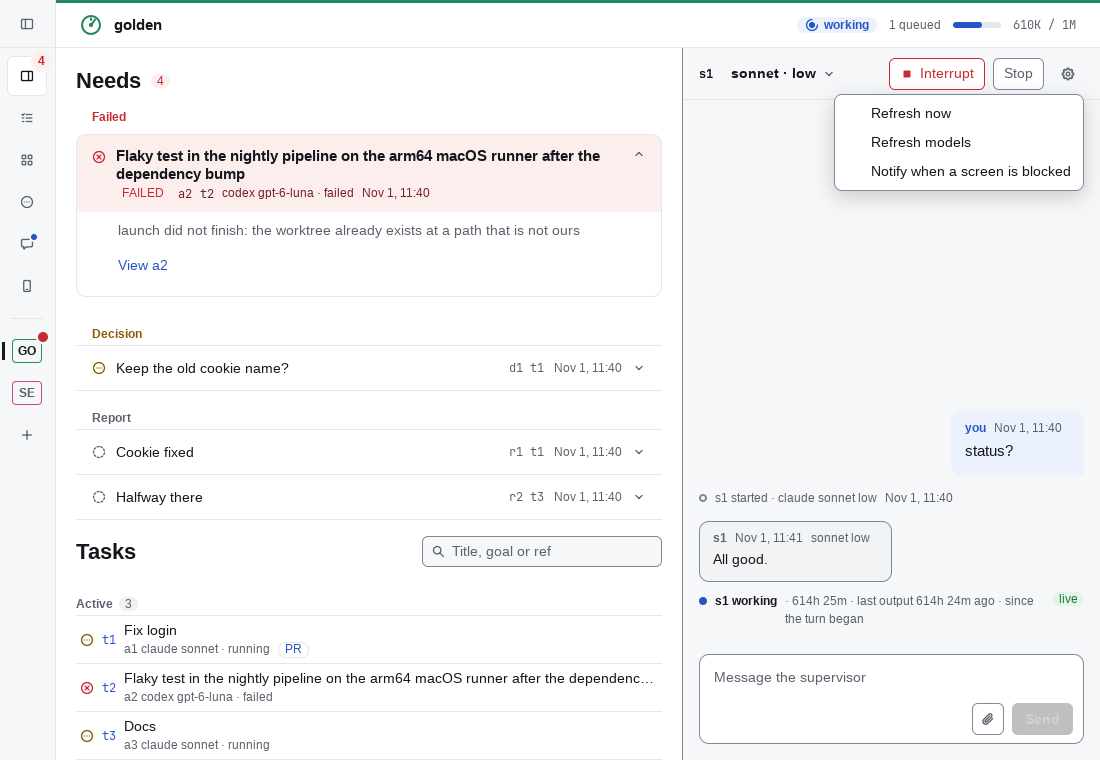 golden
working
1 queued
610K / 1M
4
GO
SE
Needs 4
Failed
Flaky test in the nightly pipeline on the arm64 macOS runner after the
dependency bump
FAILED a2 t2 codex gpt-6-luna · failed Nov 1, 11:40
launch did not finish: the worktree already exists at a path that is not ours
View a2
Decision
Keep the old cookie name? d1 t1 Nov 1, 11:40
Report
Cookie fixed r1 t1 Nov 1, 11:40
Halfway there r2 t3 Nov 1, 11:40
Tasks
Title, goal or ref
Active 3
t1 Fix login
a1 claude sonnet · running PR
t2 Flaky test in the nightly pipeline on the arm64 macOS runner after the dependenc…
a2 codex gpt-6-luna · failed
t3 Docs
a3 claude sonnet · running
s1 sonnet · low
Interrupt
Stop
Refresh now
Refresh models
Notify when a screen is blocked
you Nov 1, 11:40
status?
s1 started · claude sonnet low Nov 1, 11:40
s1 Nov 1, 11:41 sonnet low
All good.
s1 working · 614h 25m · last output 614h 24m ago · since
the turn began
live
Message the supervisor
Send